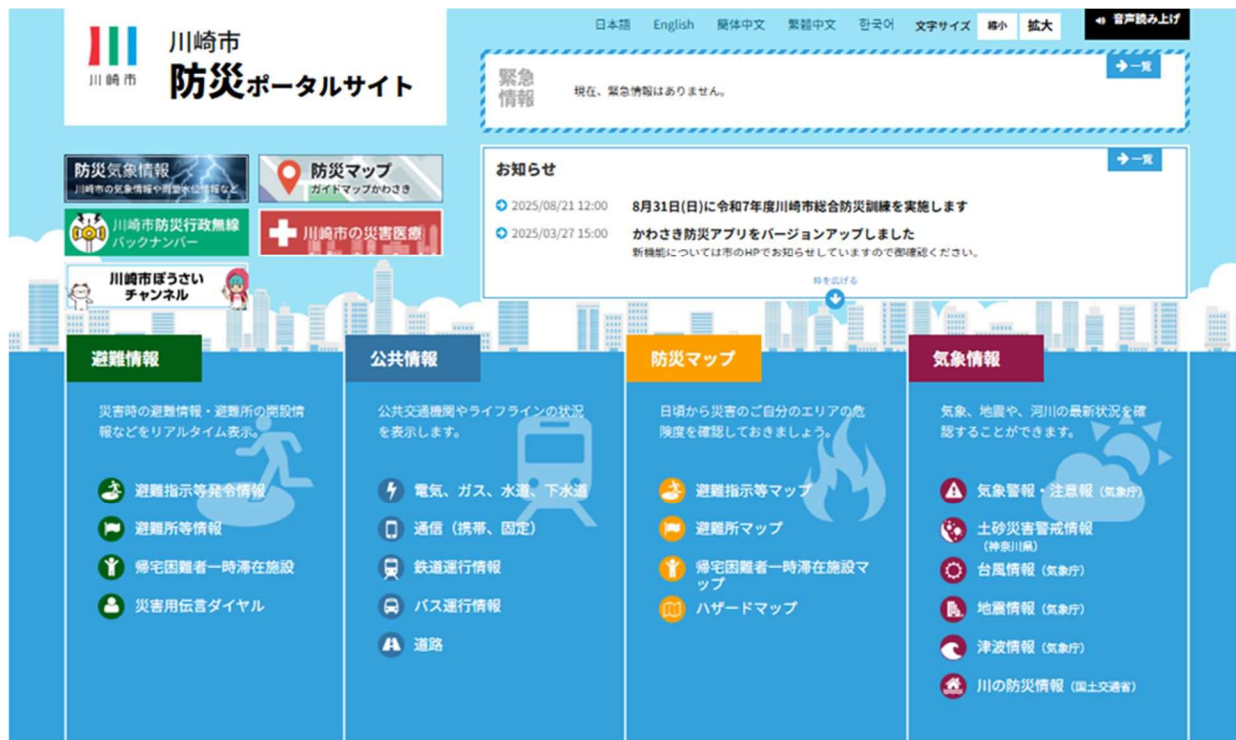 川崎市
川崎市
防災ポータルサイト
日本語 English 簡体中文 繁體中文 한국어 文字サイズ 縮小 拡大 音声読み上げ
緊急
情報
現在、緊急情報はありません。
一覧
防災気象情報
川崎市の気象情報や雨量水位情報など
防災マップ
ガイドマップかわさき
川崎市防災行政無線
バックナンバー
川崎市の災害医療
川崎市ぼうさい
チャンネル
お知らせ
一覧
2025/08/21 12:00 8月31日(日)に令和7年度川崎市総合防災訓練を実施します
2025/03/27 15:00 かわさき防災アプリをバージョンアップしました
新機能については市のHPでお知らせしていますので御確認ください。
枠を広げる
避難情報
災害時の避難情報・避難所の開設情
報などをリアルタイム表示。
避難指示等発令情報
避難所等情報
帰宅困難者一時滞在施設
災害用伝言ダイヤル
公共情報
公共交通機関やライフラインの状況
を表示します。
電気、ガス、水道、下水道
通信（携帯、固定）
鉄道運行情報
バス運行情報
道路
防災マップ
日頃から災害のご自分のエリアの危
険度を確認しておきましょう。
避難指示等マップ
避難所マップ
帰宅困難者一時滞在施設マ
ップ
ハザードマップ
気象情報
気象、地震や、河川の最新状況を確
認することができます。
気象警報・注意報（気象庁）
土砂災害警戒情報
（神奈川県）
台風情報（気象庁）
地震情報（気象庁）
津波情報（気象庁）
川の防災情報（国土交通省）